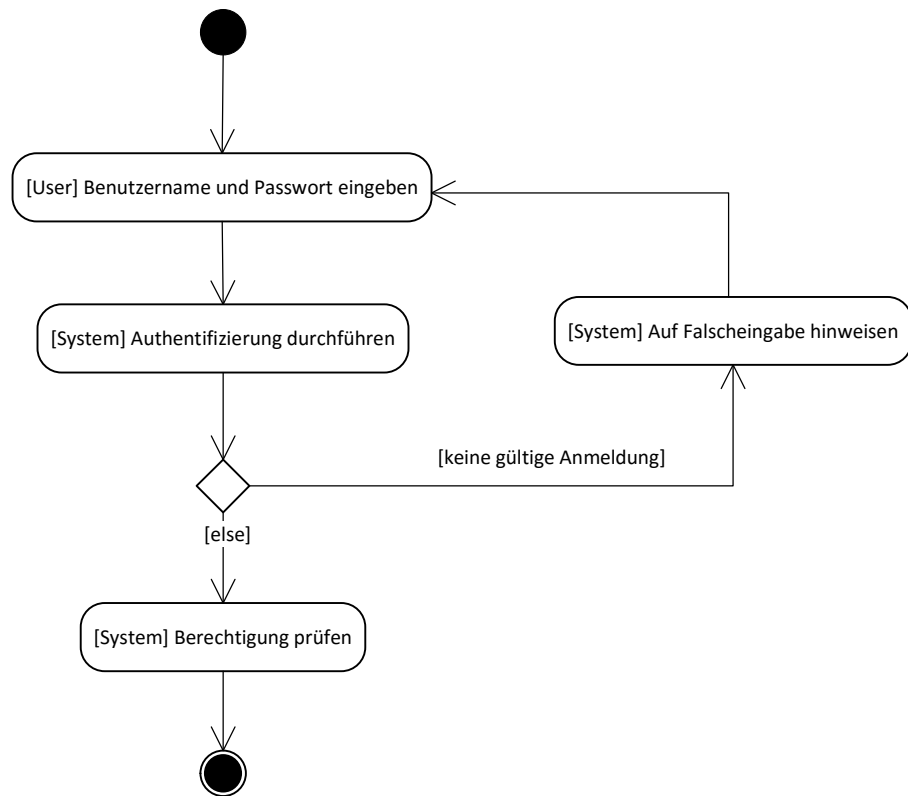 [User] Benutzername und Passwort eingeben
[System] Authentifizierung durchführen
[System] Auf Falscheingabe hinweisen
[keine gültige Anmeldung]
[else]
[System] Berechtigung prüfen